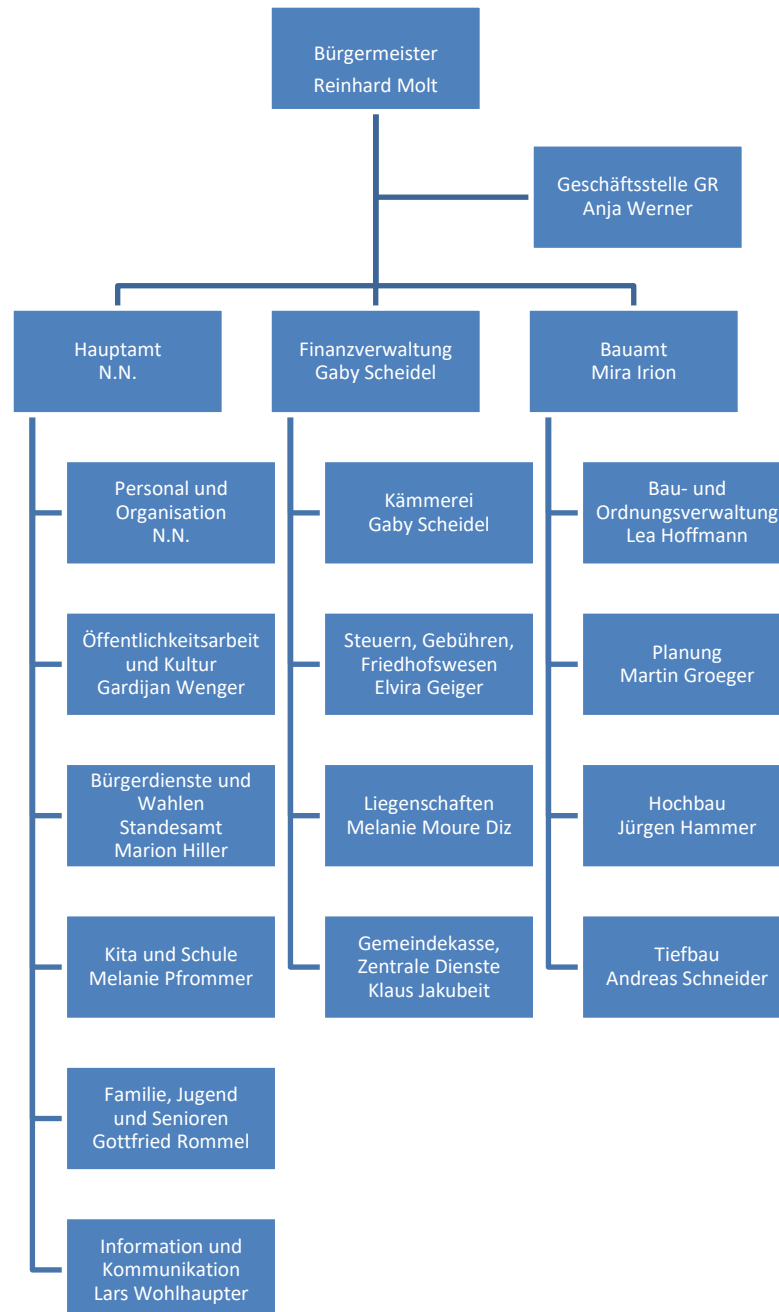 Bürgermeister
Reinhard Molt
Geschäftsstelle GR
Anja Werner
Hauptamt
N.N.
Finanzverwaltung
Gaby Scheidel
Bauamt
Mira Irion
Personal und
Organisation
N.N.
Öffentlichkeitsarbeit
und Kultur
Gardijan Wenger
Bürgerdienste und
Wahlen
Standesamt
Marion Hiller
Kita und Schule
Melanie Pfrommer
Familie, Jugend
und Senioren
Gottfried Rommel
Information und
Kommunikation
Lars Wohlhaupter
Kämmerei
Gaby Scheidel
Steuern, Gebühren,
Friedhofswesen
Elvira Geiger
Liegenschaften
Melanie Moure Diz
Gemeindekasse,
Zentrale Dienste
Klaus Jakubeit
Bau- und
Ordnungsverwaltung
Lea Hoffmann
Planung
Martin Groeger
Hochbau
Jürgen Hammer
Tiefbau
Andreas Schneider